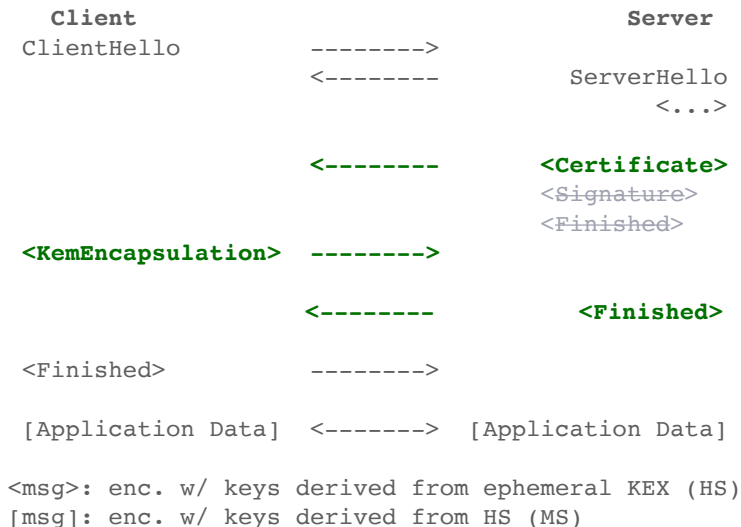 Client Server
ClientHello -------->
<-------- ServerHello
<...>
<-------- <Certificate>
<Signature>
<Finished>
<KemEncapsulation> -------->
<-------- <Finished>
<Finished> -------->
[Application Data] <-------> [Application Data]
<msg>: enc. w/ keys derived from ephemeral KEX (HS)
[msg]: enc. w/ keys derived from HS (MS)